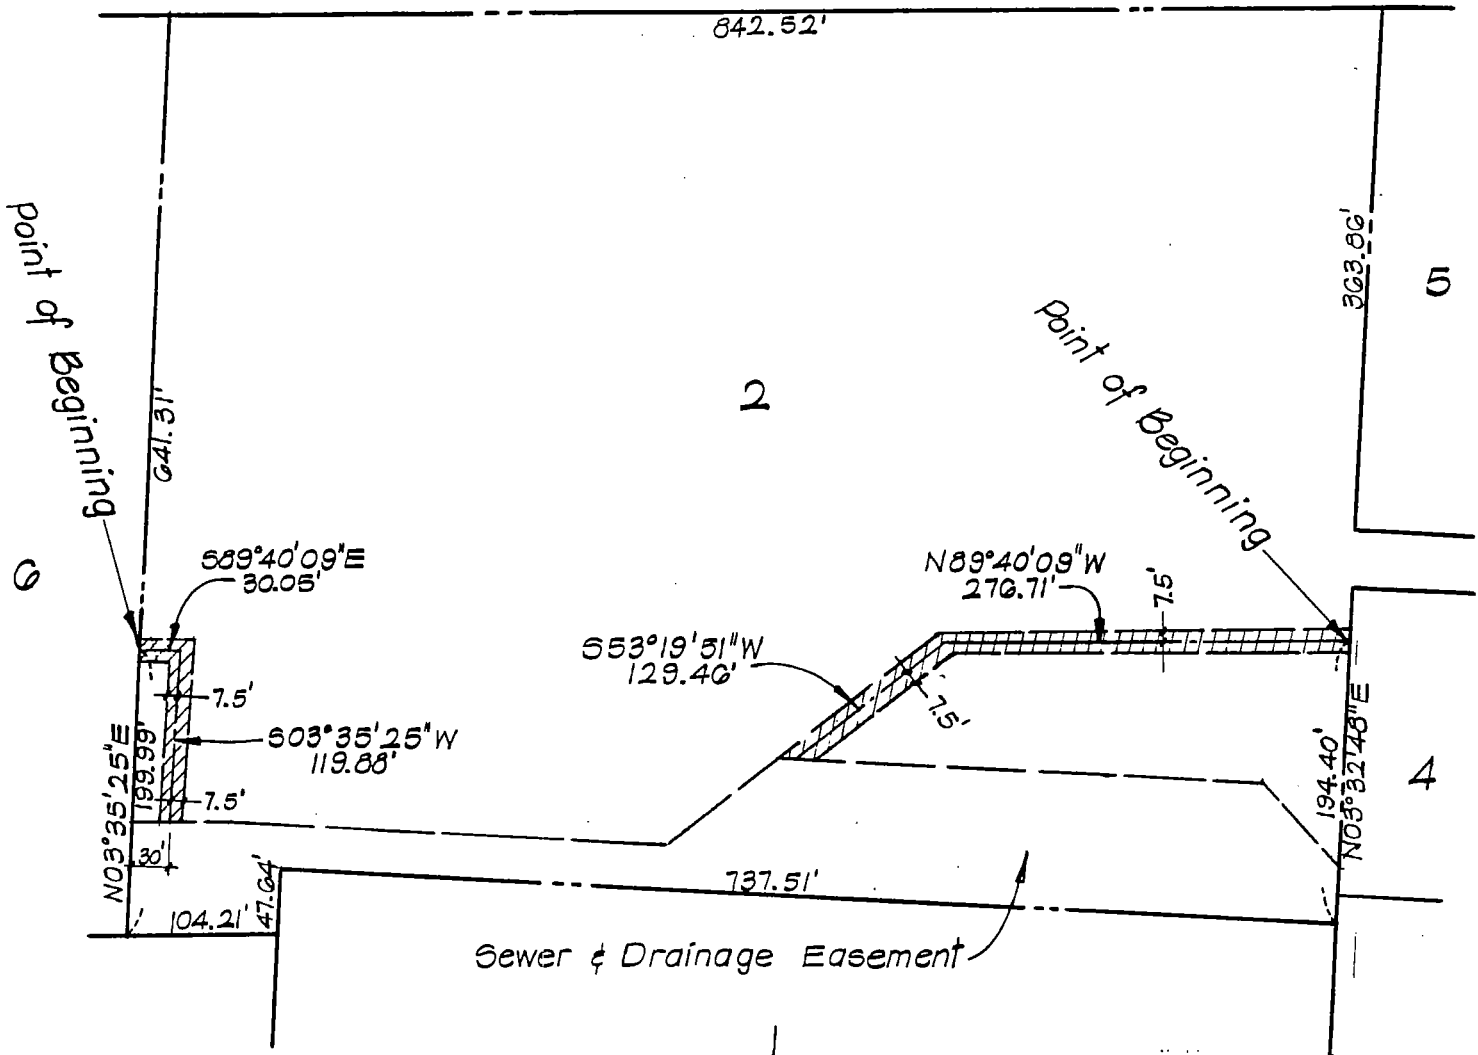 842.52'
363.86'
5
Point of Beginning
Point of Beginning
641.31'
2
6
S89°40'09"E
30.05'
N89°40'09"W
276.71'
7.5'
S53°19'51"W
129.46'
7.5'
7.5'
S03°35'25"W
119.88'
7.5'
N03°35'25"E
199.99'
194.40'
N03°32'48"E
4
30'
104.21'
47.64'
737.51'
Sewer & Drainage Easement